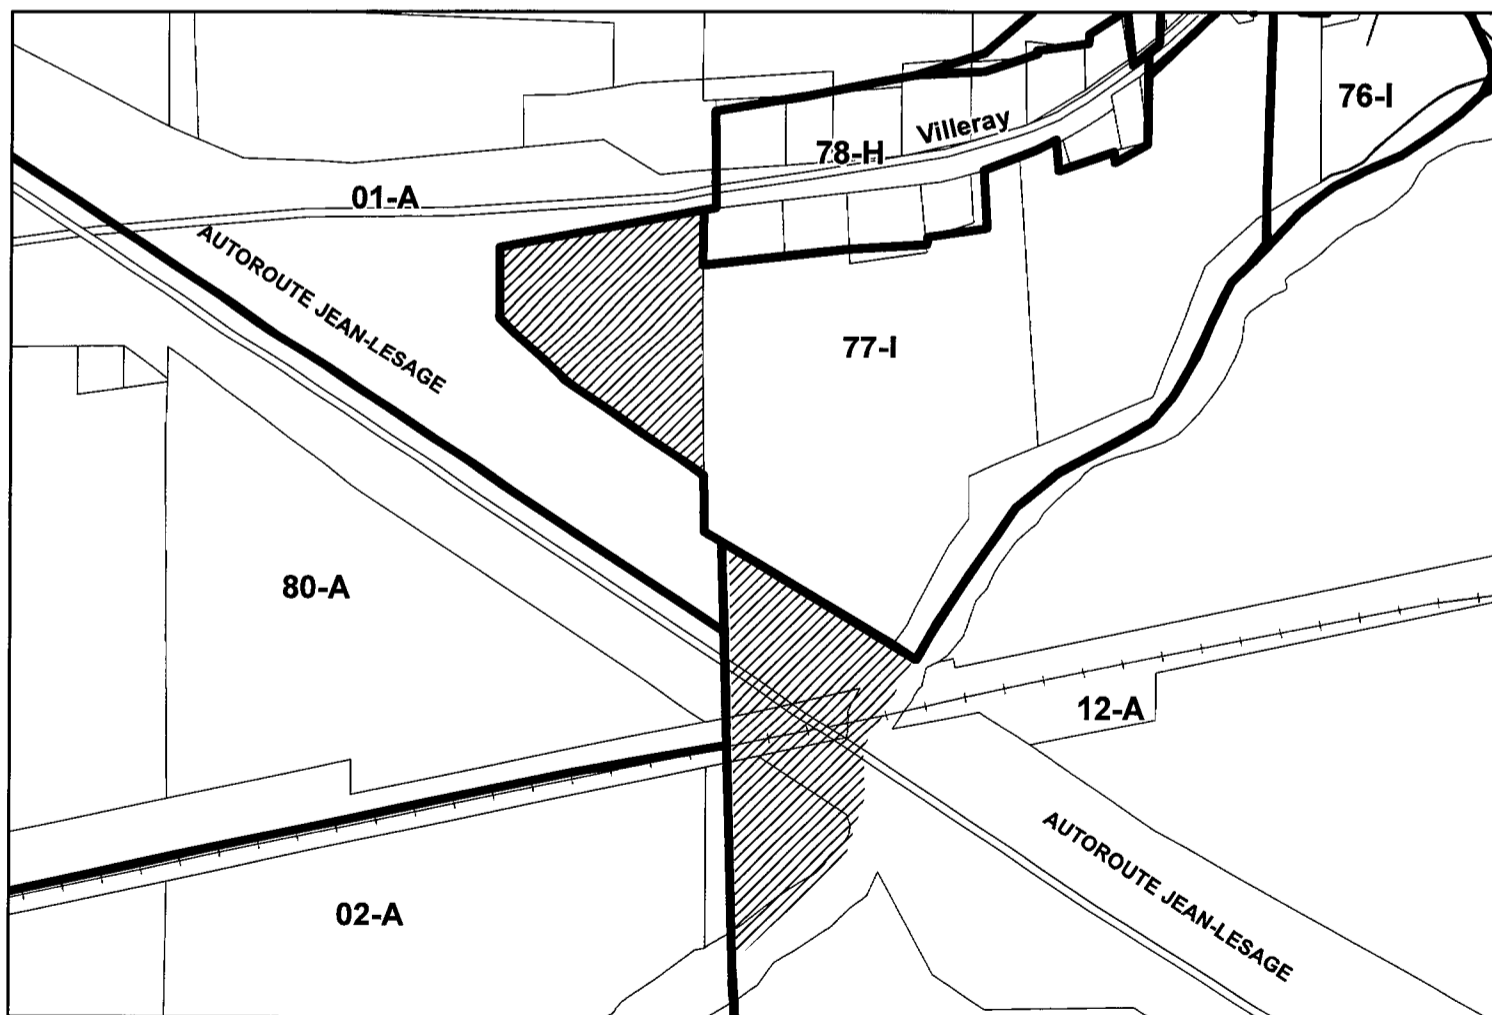 76-I
Villeray
78-H
01-A
AUTOROUTE JEAN-LESAGE
77-I
80-A
12-A
AUTOROUTE JEAN-LESAGE
02-A